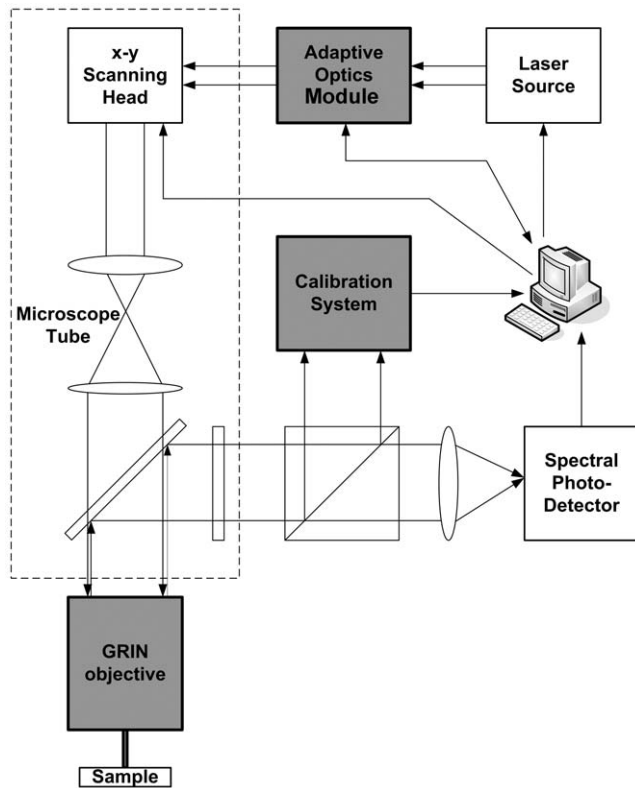 x-y
Scanning
Head
Adaptive
Optics
Module
Laser
Source
Calibration
System
Microscope
Tube
Spectral
Photo-
Detector
GRIN
objective
Sample